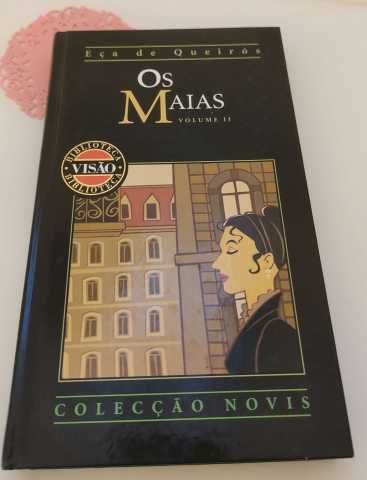 Eça de Queirós
Os
Maias
VOLUME II
BIBLIOTECA
VISÃO
BIBLIOTECA
COLECÇÃO NOVIS